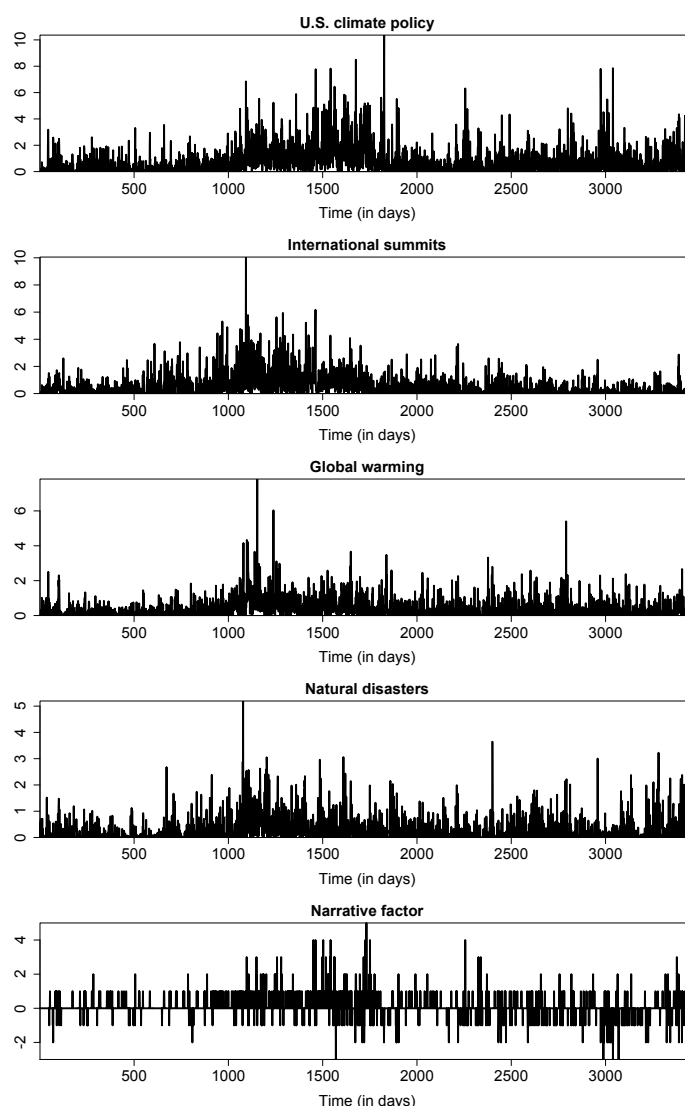 U.S. climate policy
10
8
6
4
2
0
500 1000 1500 2000 2500 3000
Time (in days)
International summits
10
8
6
4
2
0
500 1000 1500 2000 2500 3000
Time (in days)
Global warming
6
4
2
0
500 1000 1500 2000 2500 3000
Time (in days)
Natural disasters
5
4
3
2
1
0
500 1000 1500 2000 2500 3000
Time (in days)
Narrative factor
4
2
0
-2
500 1000 1500 2000 2500 3000
Time (in days)